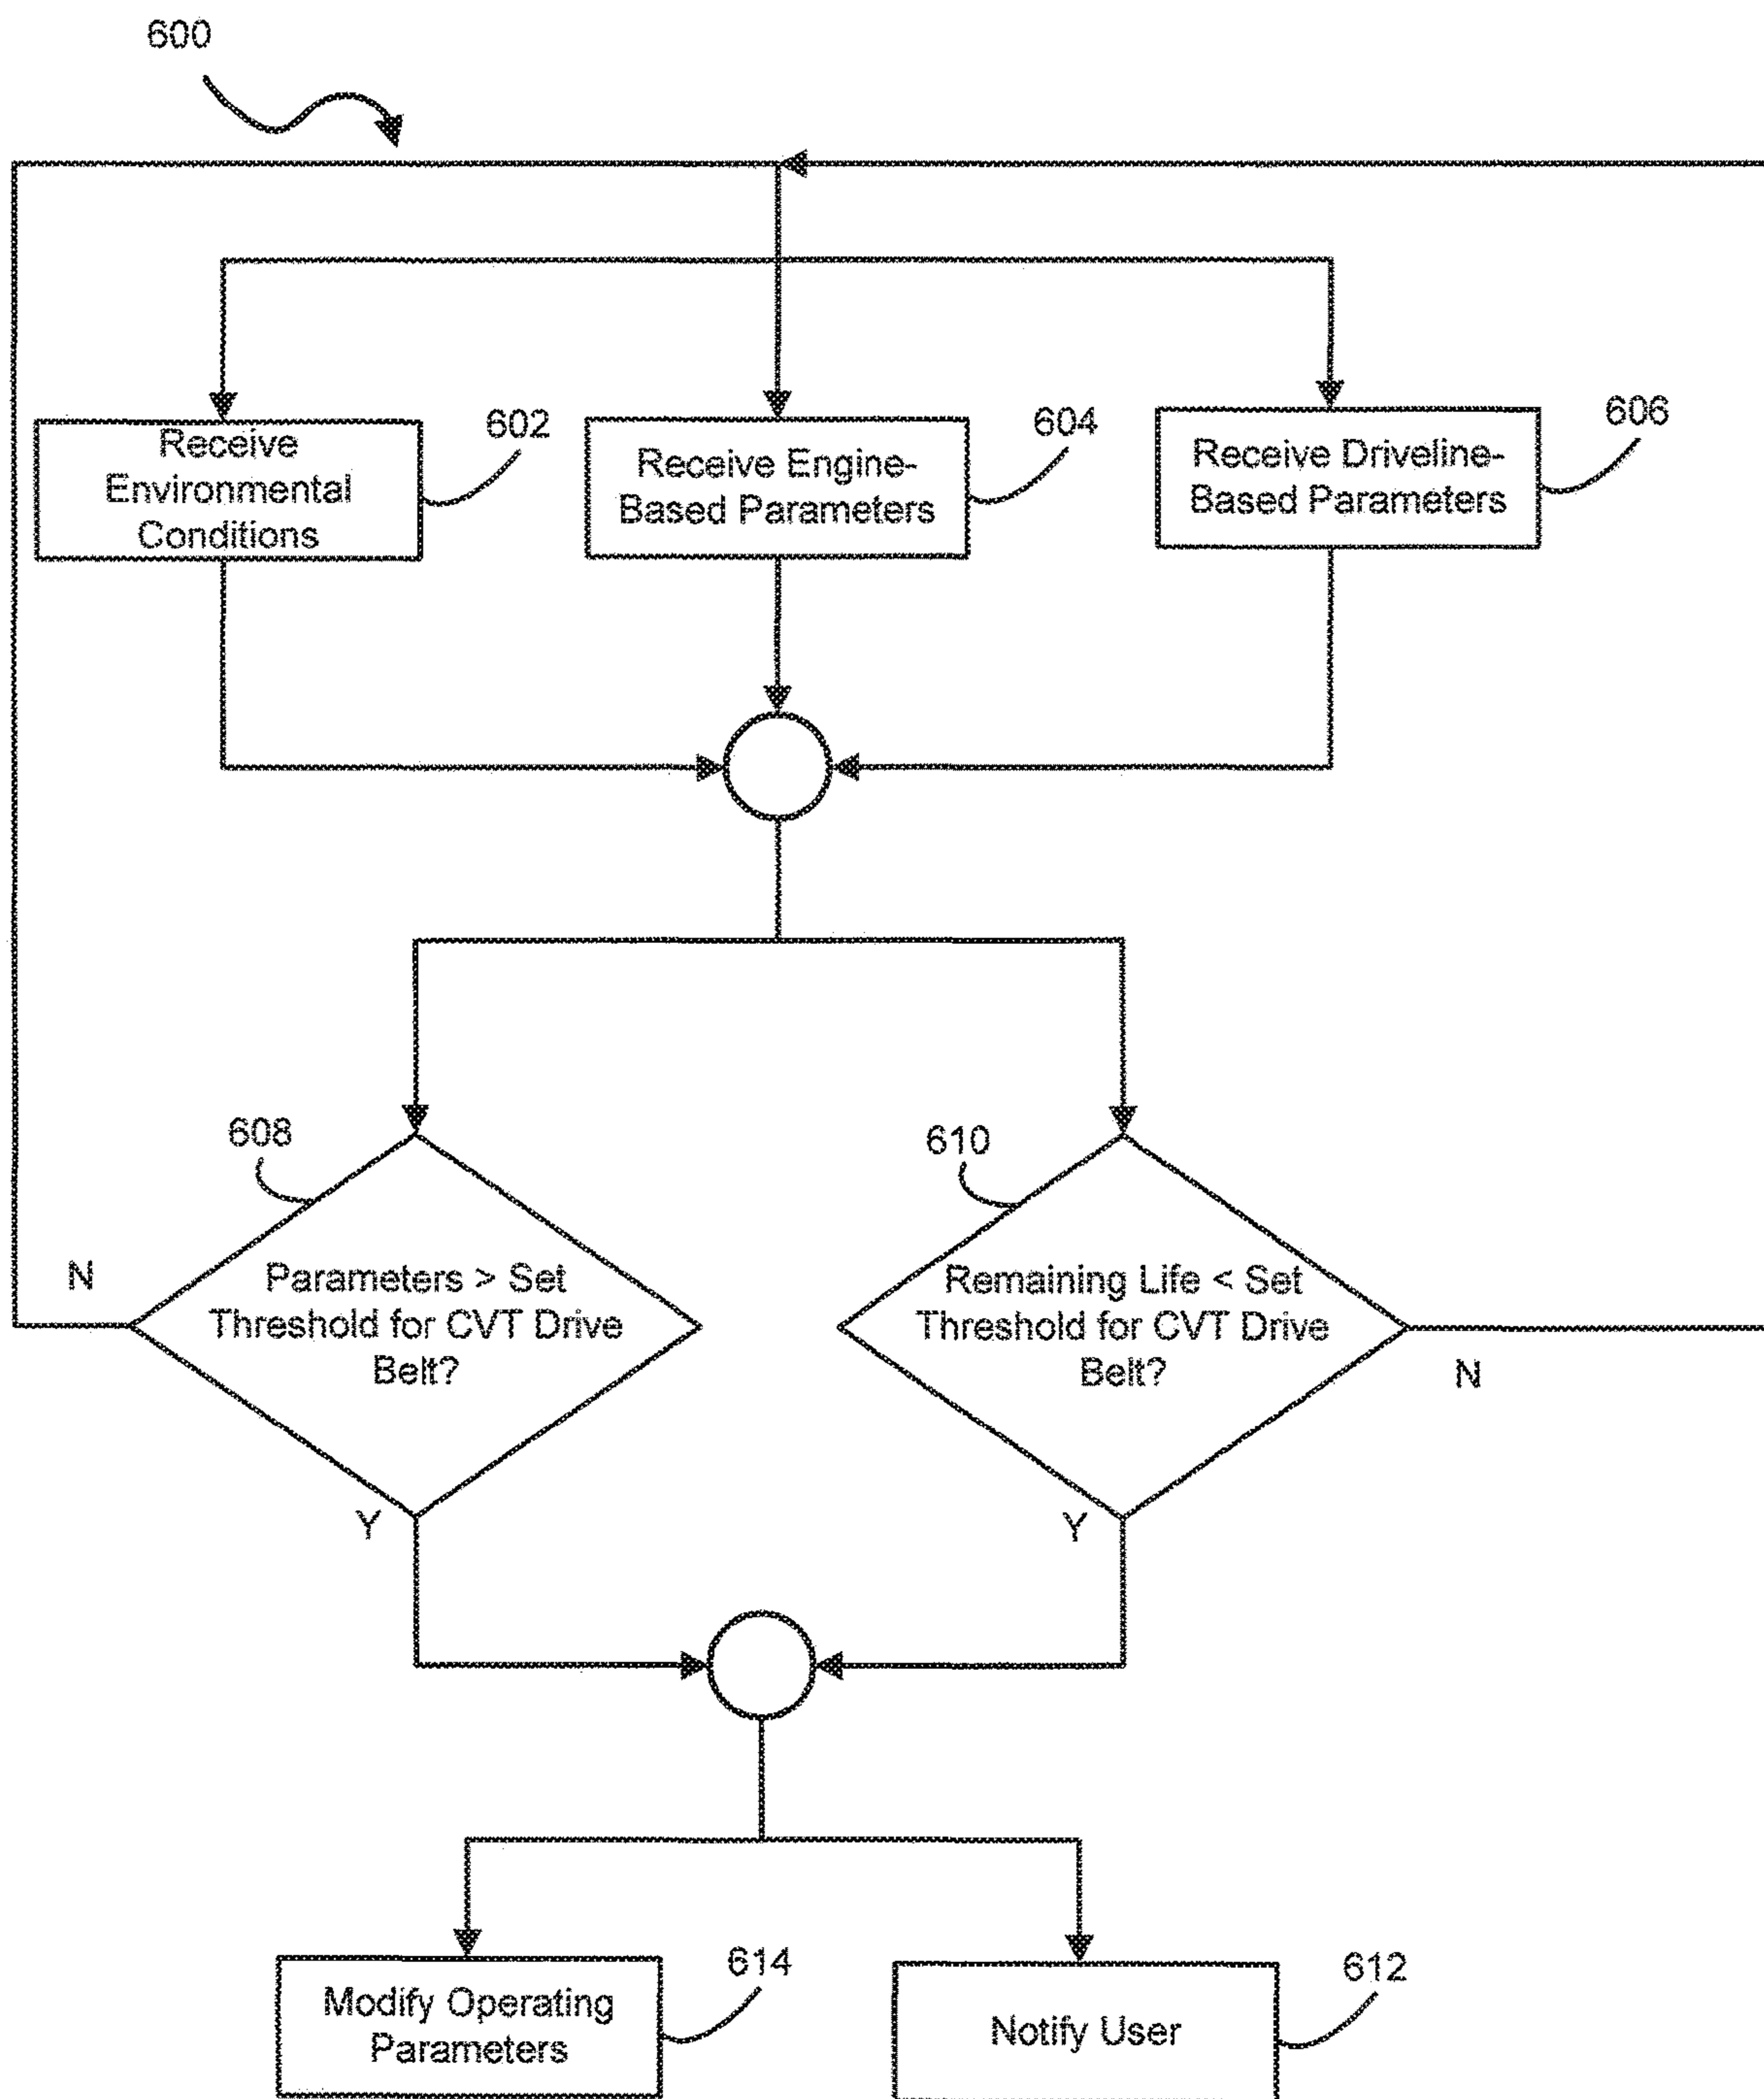 600
Receive
Environmental
Conditions
602
Receive Engine-
Based Parameters
604
Receive Driveline-
Based Parameters
606
608
Parameters > Set
Threshold for CVT Drive
Belt?
N
Y
610
Remaining Life < Set
Threshold for CVT Drive
Belt?
N
Y
Modify Operating
Parameters
614
Notify User
612